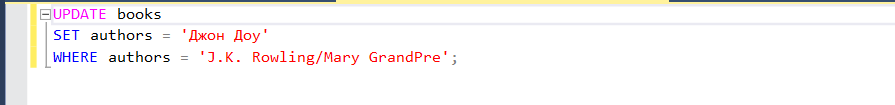 UPDATE books
SET authors = 'Джон Доу'
WHERE authors = 'J.K. Rowling/Mary GrandPre';